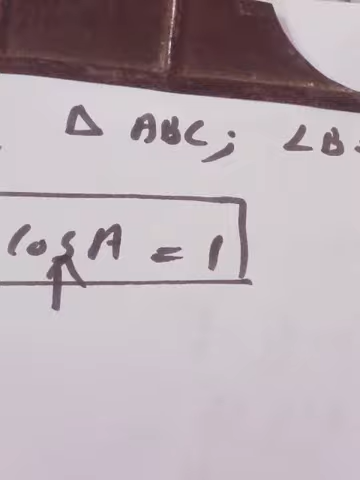 △ ABC; ∠B
cos A = 1